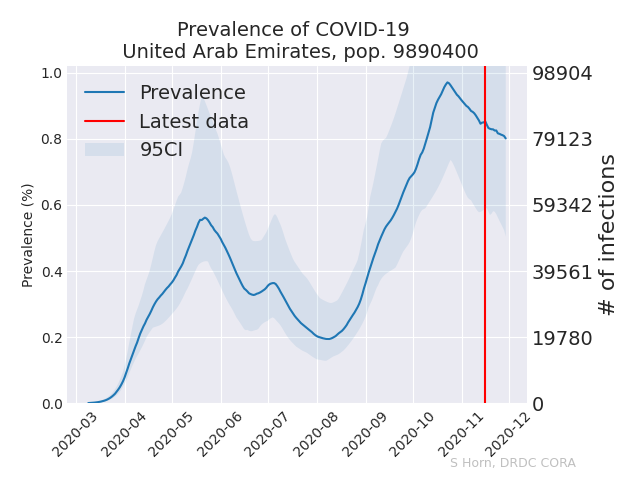 Prevalence of COVID-19
United Arab Emirates, pop. 9890400
Prevalence
Latest data
95CI
Prevalence (%)
1.0
0.8
0.6
0.4
0.2
0.0
98904
79123
59342
39561
19780
0
# of infections
2020-03
2020-04
2020-05
2020-06
2020-07
2020-08
2020-09
2020-10
2020-11
2020-12
S Horn, DRDC CORA